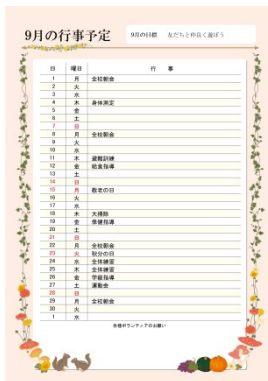 9月の行事予定
9月の目標 友だちと仲良く遊ぼう
日 曜日 行 事
1 月 全校朝会
2 火
3 水
4 木 身体測定
5 金
6 土
7 日
8 月 全校朝会
9 火
10 水
11 木 避難訓練
12 金 給食指導
13 土
14 日
15 月 敬老の日
16 火
17 水
18 木 大掃除
19 金 保健指導
20 土
21 日
22 月 全校朝会
23 火 秋分の日
24 水 全体練習
25 木 全体練習
26 金 学級指導
27 土 運動会
28 日
29 月 全校朝会
30 火
1 水
各種ボランティアのお願い